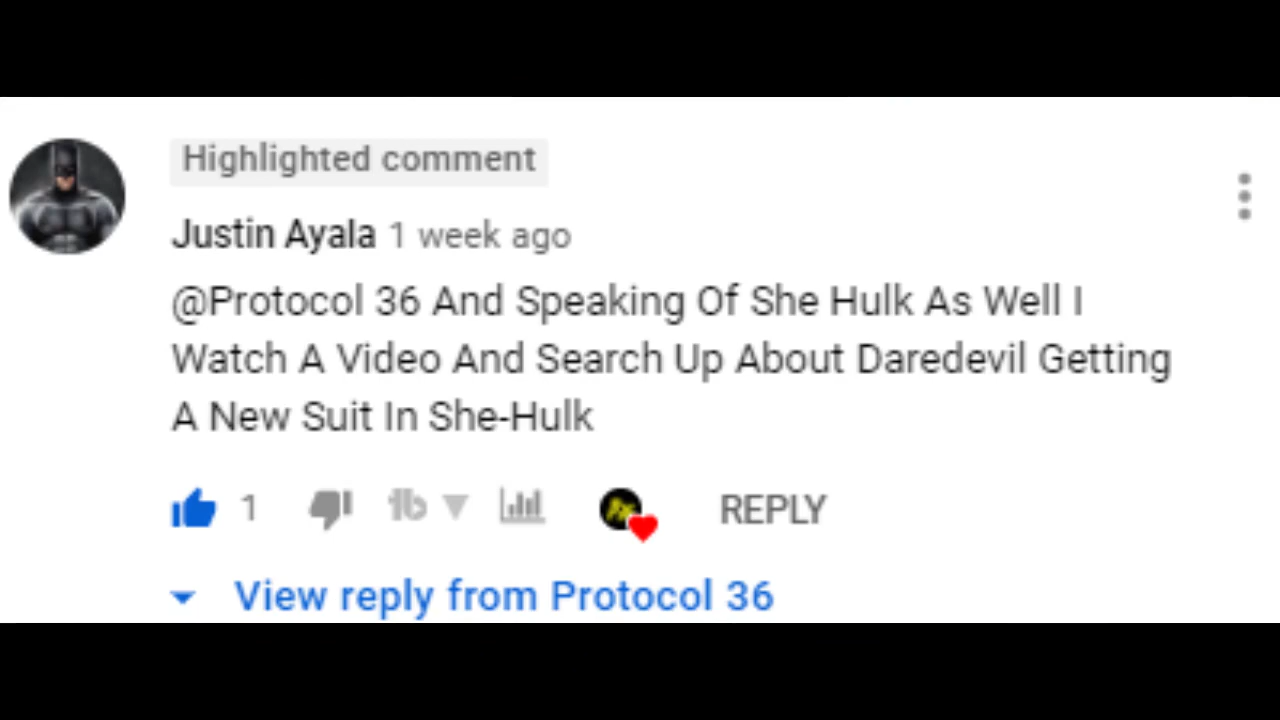 Highlighted comment
Justin Ayala 1 week ago
@Protocol 36 And Speaking Of She Hulk As Well I
Watch A Video And Search Up About Daredevil Getting
A New Suit In She-Hulk
1 tb REPLY
View reply from Protocol 36